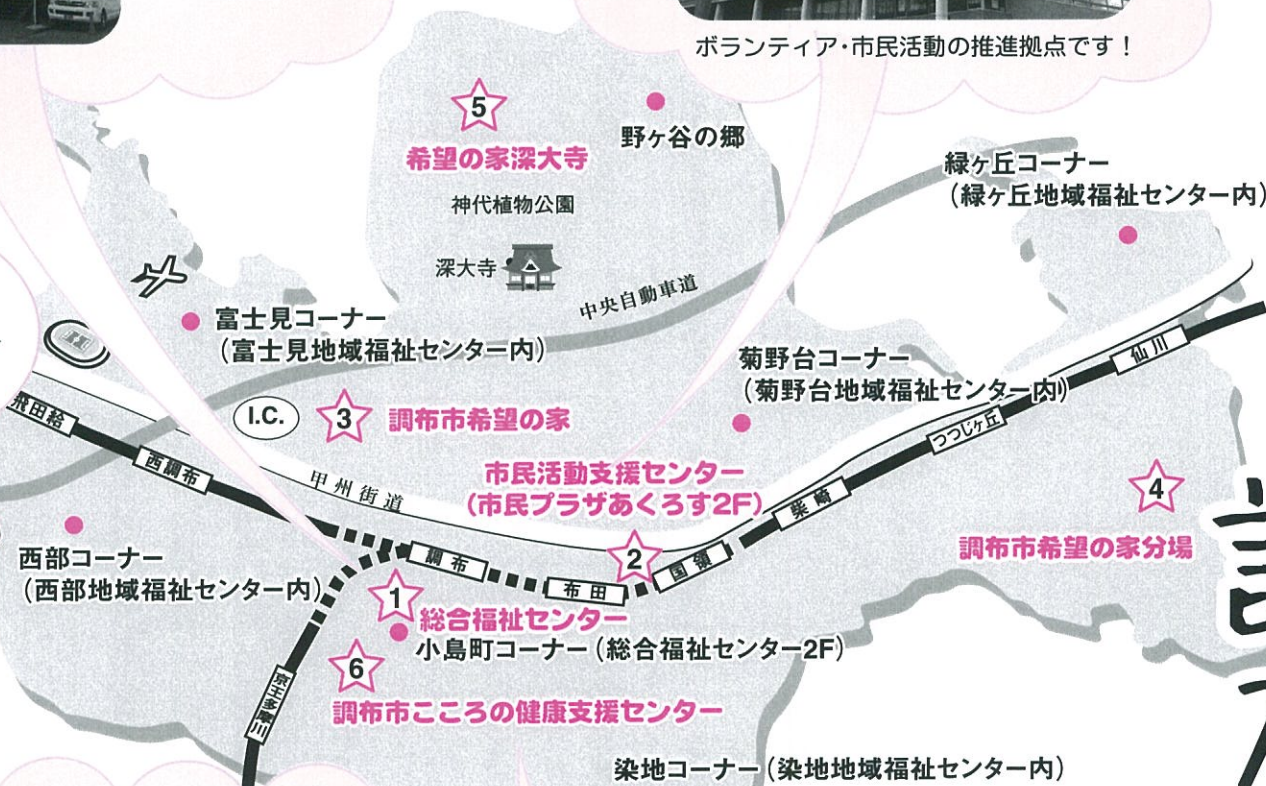 ボランティア・市民活動の推進拠点です!
5
希望の家深大寺
野ヶ谷の郷
神代植物公園
深大寺
中央自動車道
緑ヶ丘コーナー
(緑ヶ丘地域福祉センター内)
富士見コーナー
(富士見地域福祉センター内)
菊野台コーナー
(菊野台地域福祉センター内)
I.C.
3
調布市希望の家
市民活動支援センター
(市民プラザあくろす2F)
2
甲州街道
飛田給
西調布
調布
布田
国領
柴崎
つつじヶ丘
仙川
4
調布市希望の家分場
西部コーナー
(西部地域福祉センター内)
1
総合福祉センター
小島町コーナー(総合福祉センター2F)
6
調布市こころの健康支援センター
京王多摩川
染地コーナー(染地地域福祉センター内)